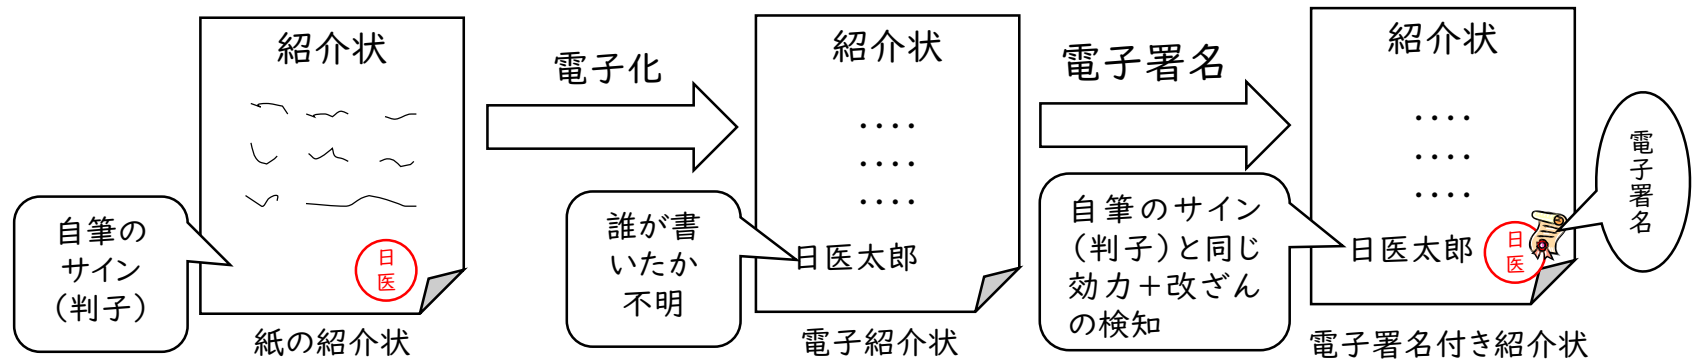 紹介状
自筆の
サイン
(判子)
日
医
紙の紹介状
電子化
紹介状
....
....
....
誰が書
いたか
不明
日医太郎
電子紹介状
電子署名
紹介状
....
....
....
自筆のサイン
(判子)と同じ
効力+改ざん
の検知
日医太郎
日
医
電子署名
電子署名付き紹介状